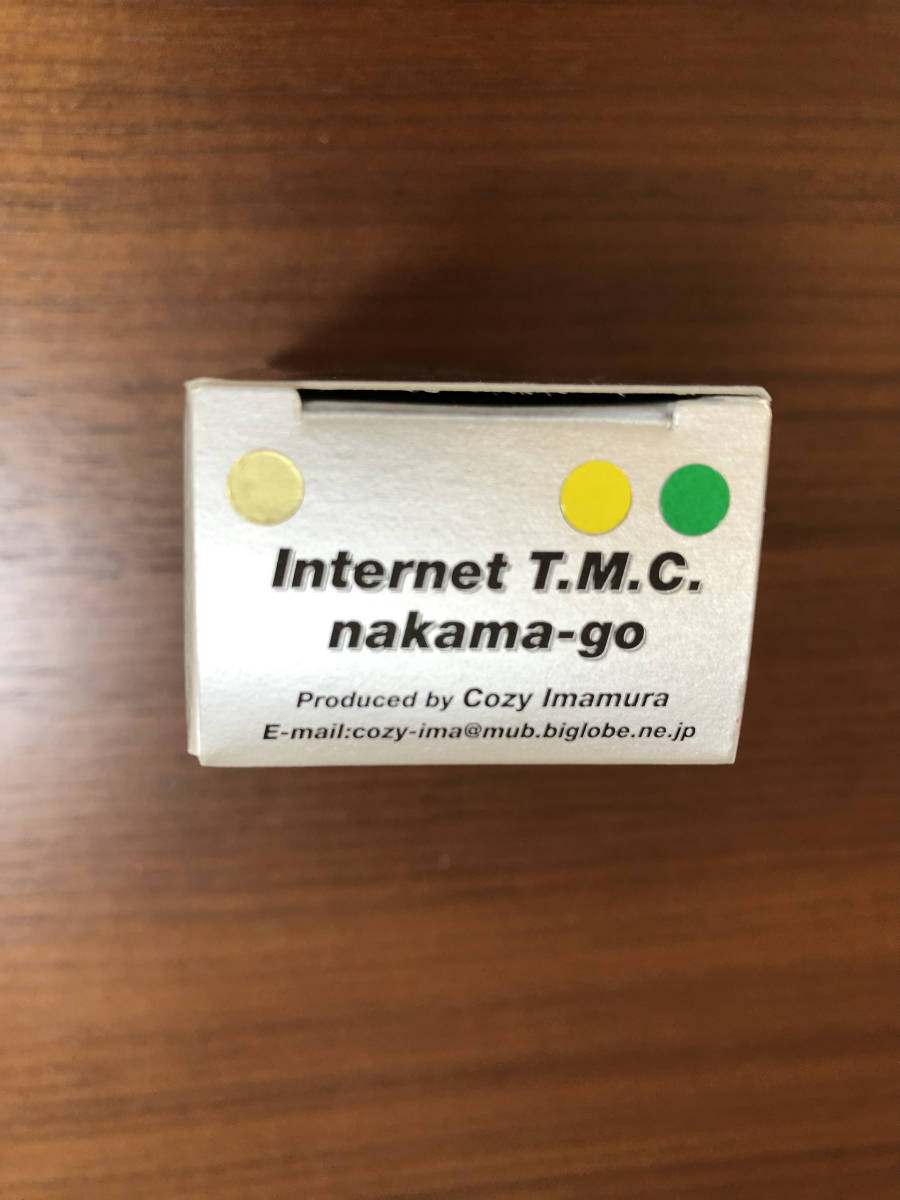 Internet T.M.C.
nakama-go
Produced by Cozy Imamura
E-mail:cozy-ima@mub.biglobe.ne.jp